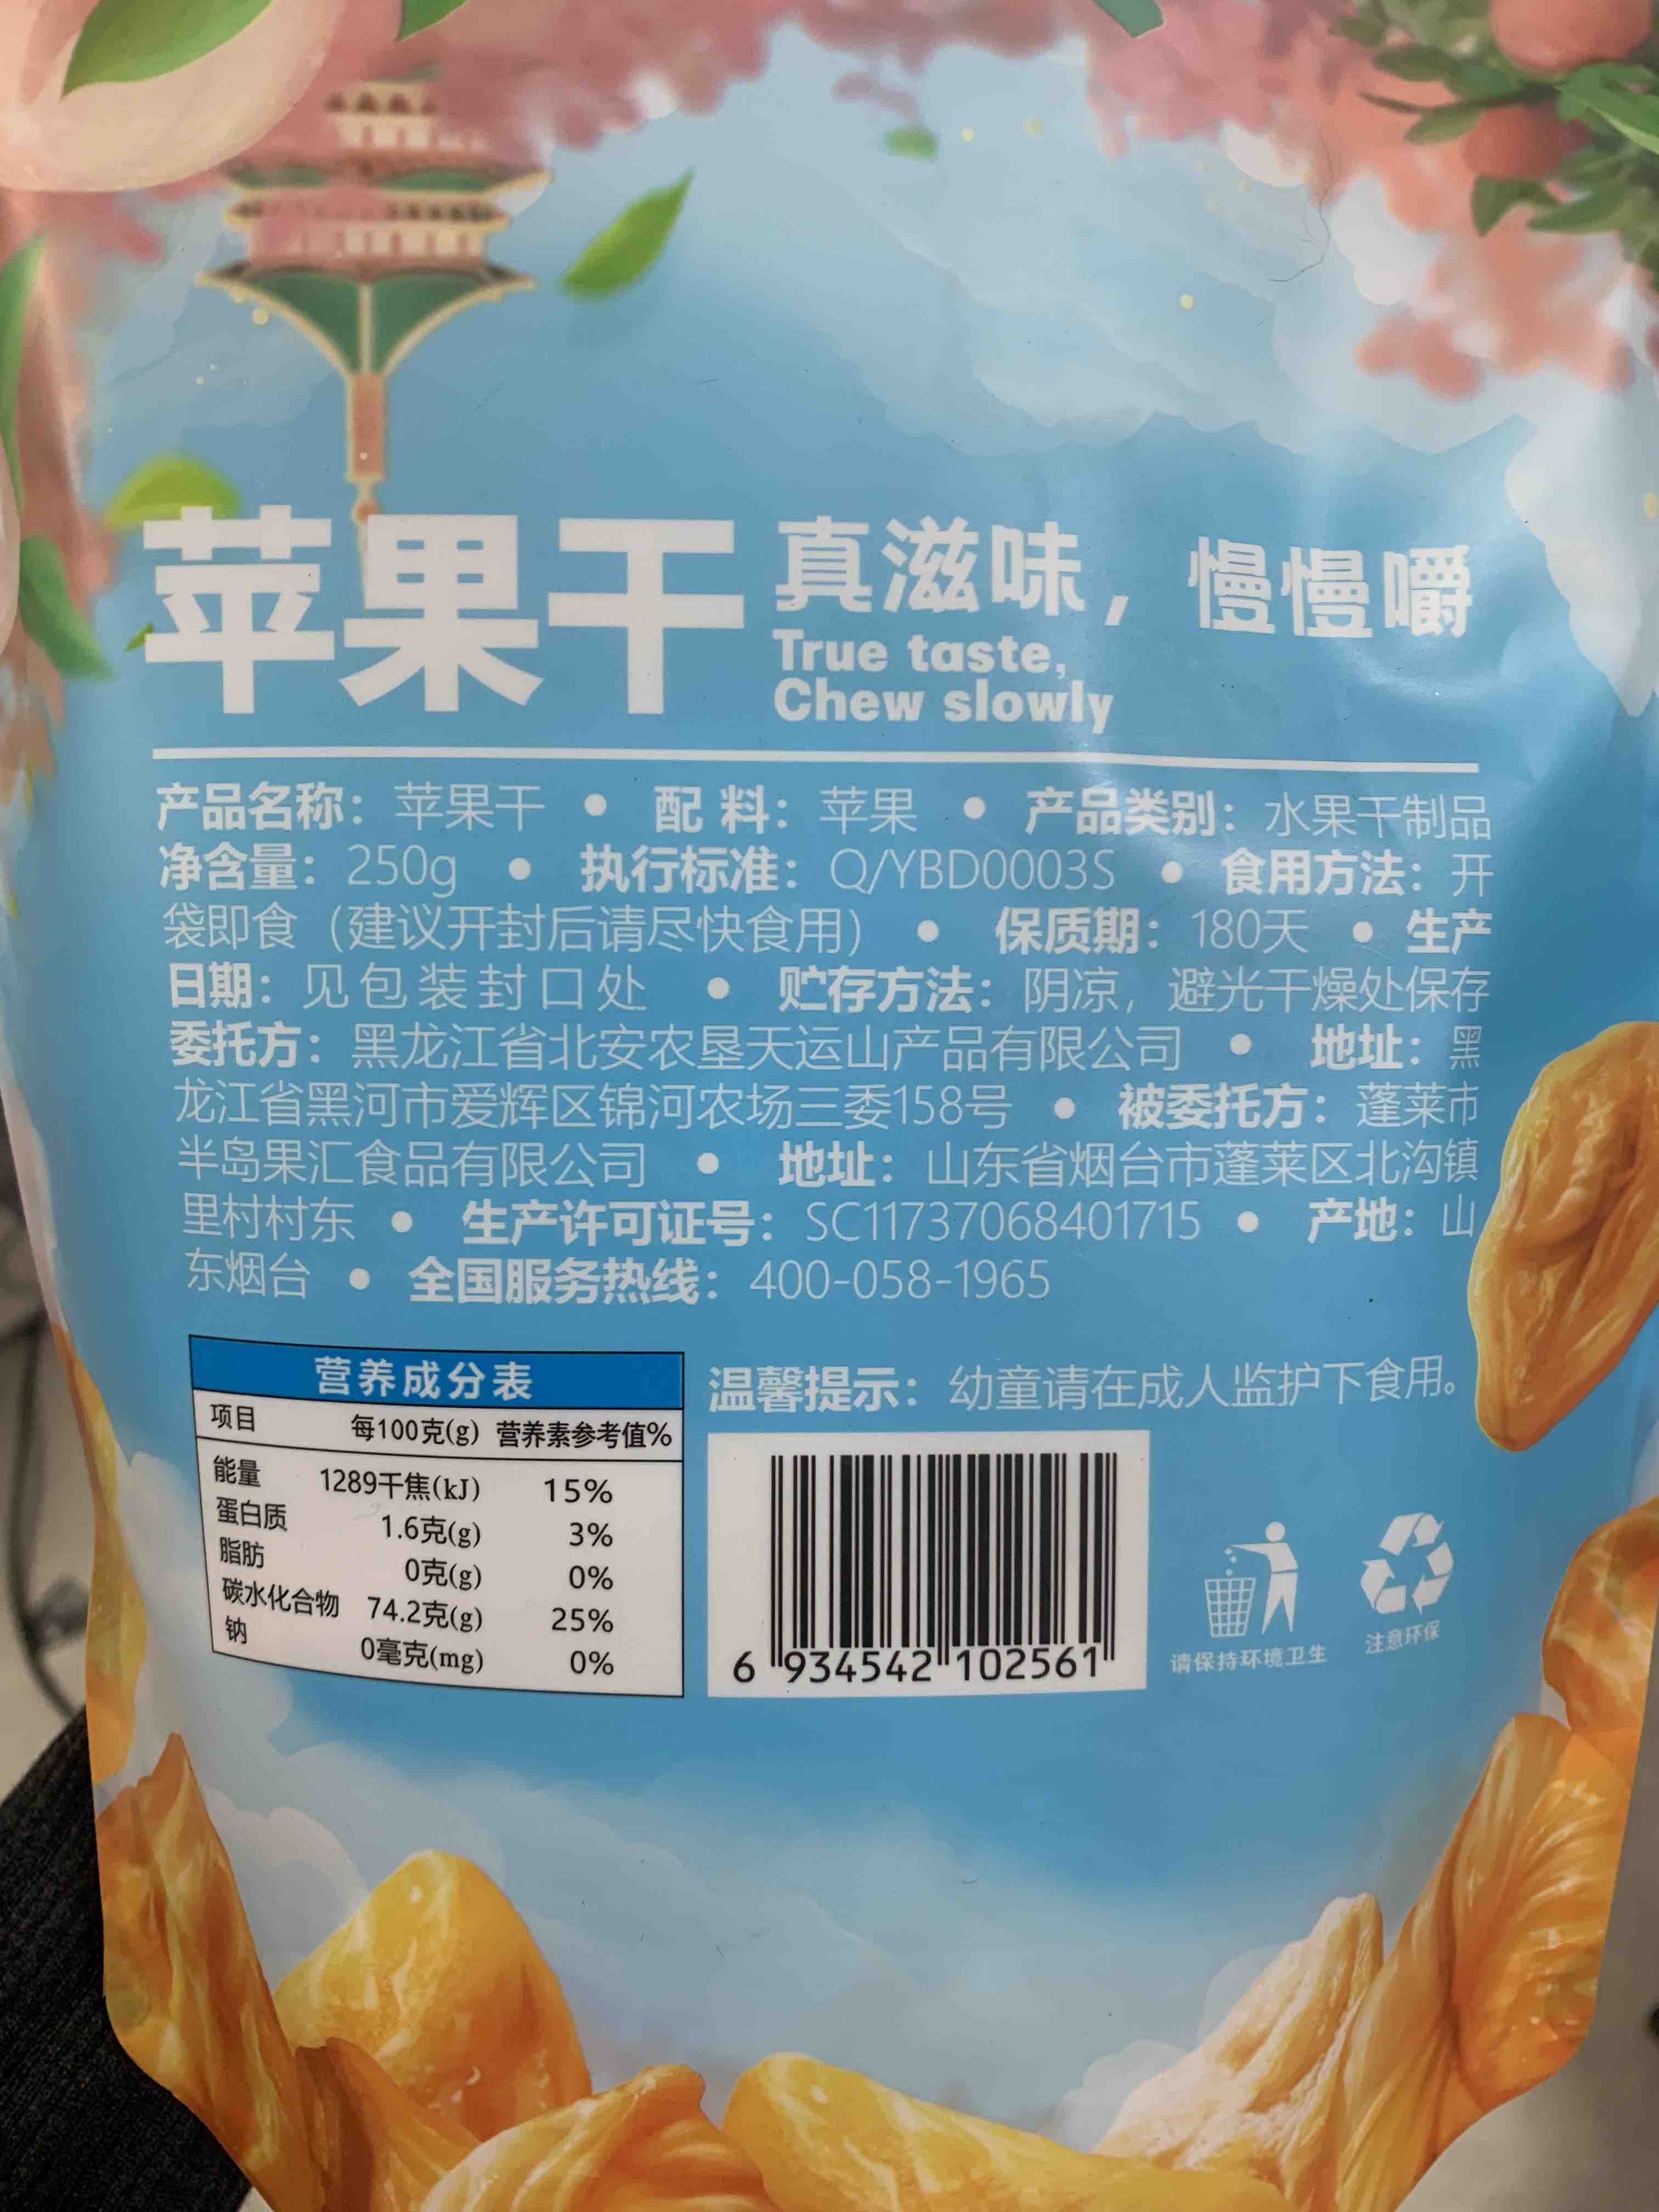 苹果干
真滋味，慢慢嚼
True taste,
Chew slowly
产品名称：苹果干 • 配 料：苹果 • 产品类别：水果干制品
净含量：250g • 执行标准：Q/YBD0003S • 食用方法：开
袋即食（建议开封后请尽快食用） • 保质期：180天 • 生产
日期：见包装封口处 • 贮存方法：阴凉，避光干燥处保存
委托方：黑龙江省北安农垦天运山产品有限公司 • 地址：黑
龙江省黑河市爱辉区锦河农场三委158号 • 被委托方：蓬莱市
半岛果汇食品有限公司 • 地址：山东省烟台市蓬莱区北沟镇
里村村东 • 生产许可证号：SC11737068401715 • 产地：山
东烟台 • 全国服务热线：400-058-1965
营养成分表
项目 每100克(g) 营养素参考值%
能量 1289千焦(kJ) 15%
蛋白质 1.6克(g) 3%
脂肪 0克(g) 0%
碳水化合物 74.2克(g) 25%
钠 0毫克(mg) 0%
温馨提示：幼童请在成人监护下食用。
6 934542 102561
请保持环境卫生
注意环保